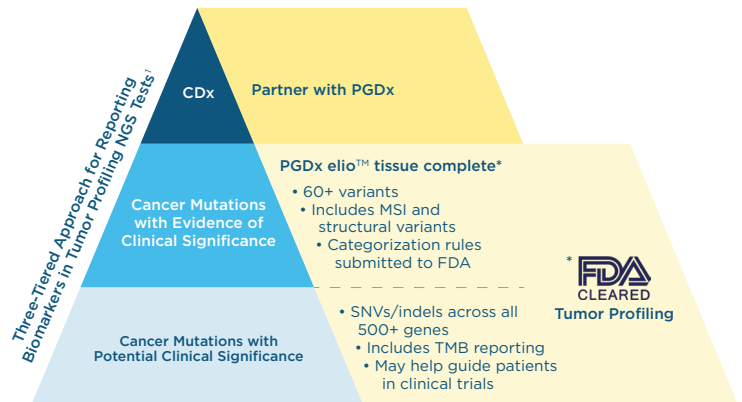 Three-Tiered Approach for Reporting
Biomarkers in Tumor Profiling NGS Tests¹
CDx
Partner with PGDx
Cancer Mutations
with Evidence of
Clinical Significance
PGDx elio™ tissue complete*
• 60+ variants
• Includes MSI and
structural variants
• Categorization rules
submitted to FDA
* FDA
CLEARED
Tumor Profiling
Cancer Mutations with
Potential Clinical Significance
• SNVs/indels across all
500+ genes
• Includes TMB reporting
• May help guide patients
in clinical trials